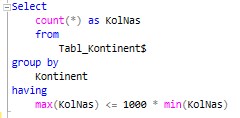 Select
count(*) as KolNas
from
Tabl_Kontinent$
group by
Kontinent
having
max(KolNas) <= 1000 * min(KolNas)